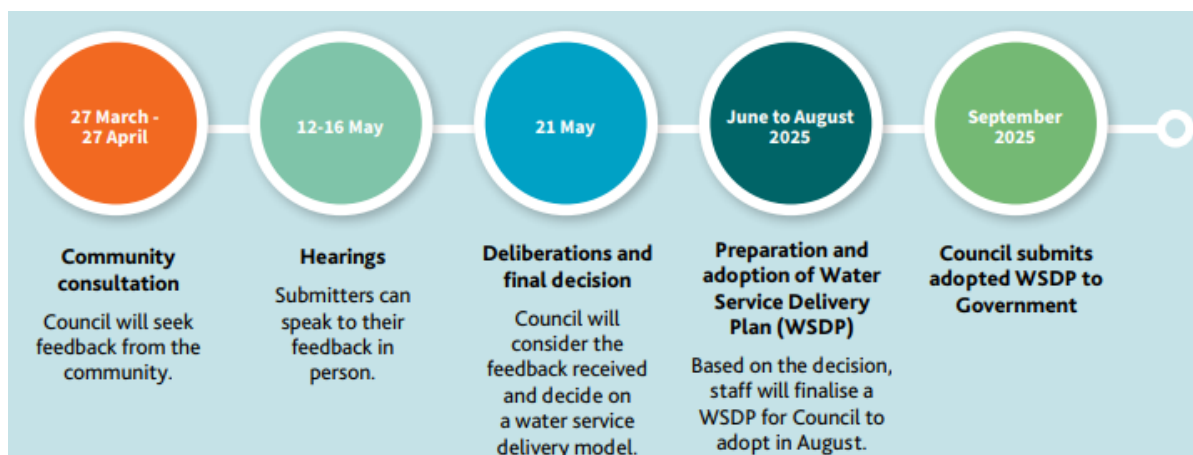 27 March -
27 April
Community
consultation
Council will seek
feedback from the
community.
12-16 May
Hearings
Submitters can
speak to their
feedback in
person.
21 May
Deliberations and
final decision
Council will
consider the
feedback received
and decide on
a water service
delivery model.
June to August
2025
Preparation and
adoption of Water
Service Delivery
Plan (WSDP)
Based on the decision,
staff will finalise a
WSDP for Council to
adopt in August.
September
2025
Council submits
adopted WSDP to
Government